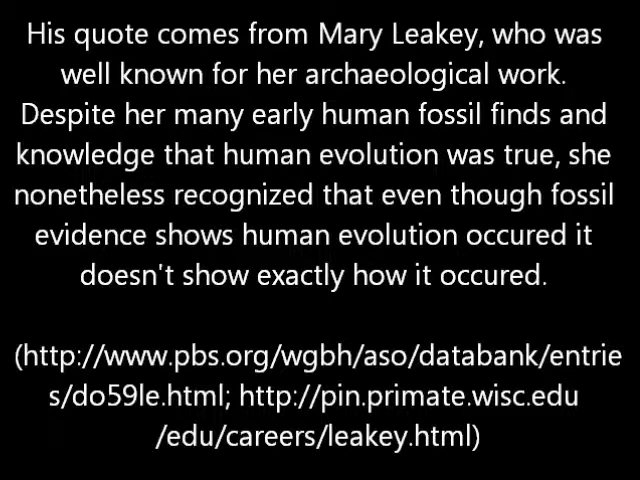 His quote comes from Mary Leakey, who was
well known for her archaeological work.
Despite her many early human fossil finds and
knowledge that human evolution was true, she
nonetheless recognized that even though fossil
evidence shows human evolution occured it
doesn't show exactly how it occured.
(http://www.pbs.org/wgbh/aso/databank/entrie
s/do59le.html; http://pin.primate.wisc.edu
/edu/careers/leakey.html)